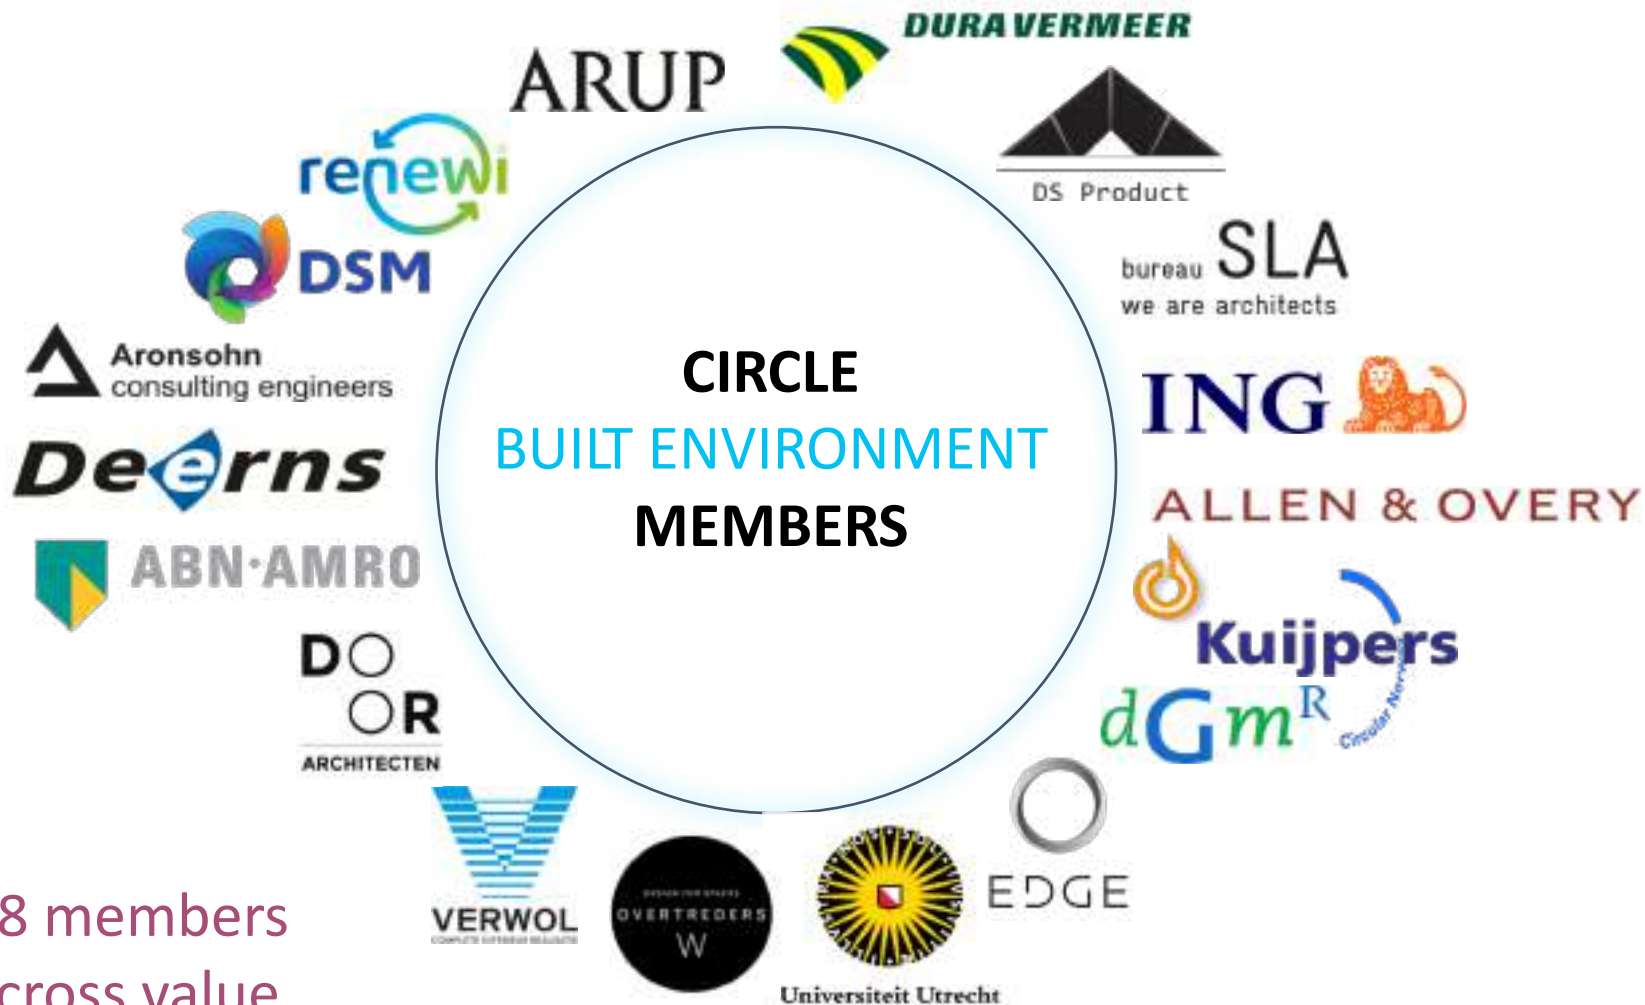 DURA VERMEER
ARUP
renewi
DS Product
DSM
bureau SLA
we are architects
Aronsohn
consulting engineers
CIRCLE
BUILT ENVIRONMENT
MEMBERS
ING
Deerns
ALLEN & OVERY
ABN·AMRO
Kuijpers
DO
OR
ARCHITECTEN
dGmR
Circular
EDGE
VERWOL
OVERTREDERS
W
Universiteit Utrecht
8 members
cross value